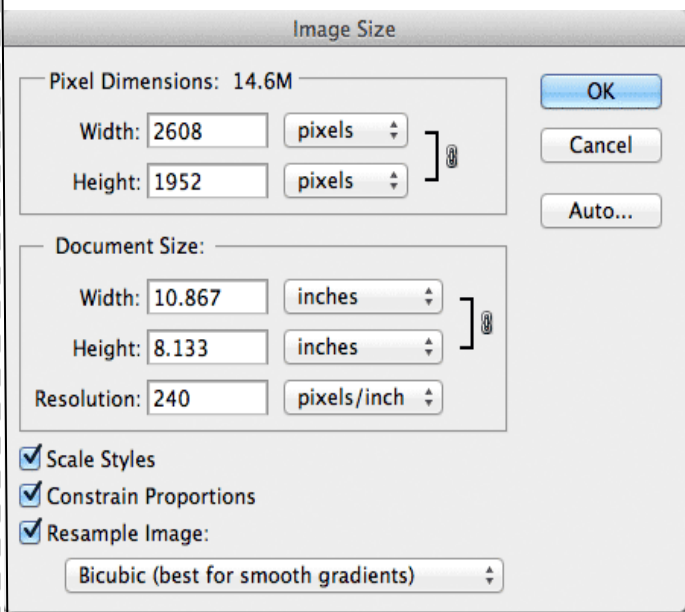 Image Size
Pixel Dimensions: 14.6M
OK
Width: 2608 pixels
Cancel
Height: 1952 pixels
Auto...
Document Size:
Width: 10.867 inches
Height: 8.133 inches
Resolution: 240 pixels/inch
Scale Styles
Constrain Proportions
Resample Image:
Bicubic (best for smooth gradients)